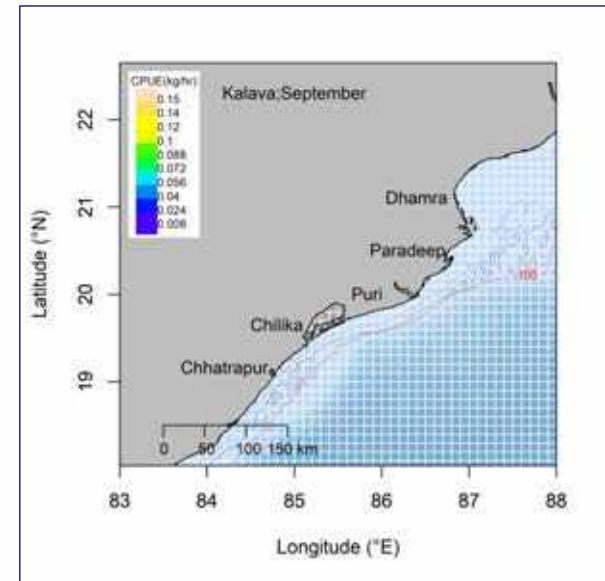 CPUE(kg/hr)
Kalava;September
0.15
0.14
0.12
0.1
0.088
0.072
0.056
0.04
0.024
0.008
22
21
20
19
Latitude (°N)
Dhamra
Paradeep
Puri
Chilika
Chhatrapur
100
0 50 100 150 km
83 84 85 86 87 88
Longitude (°E)